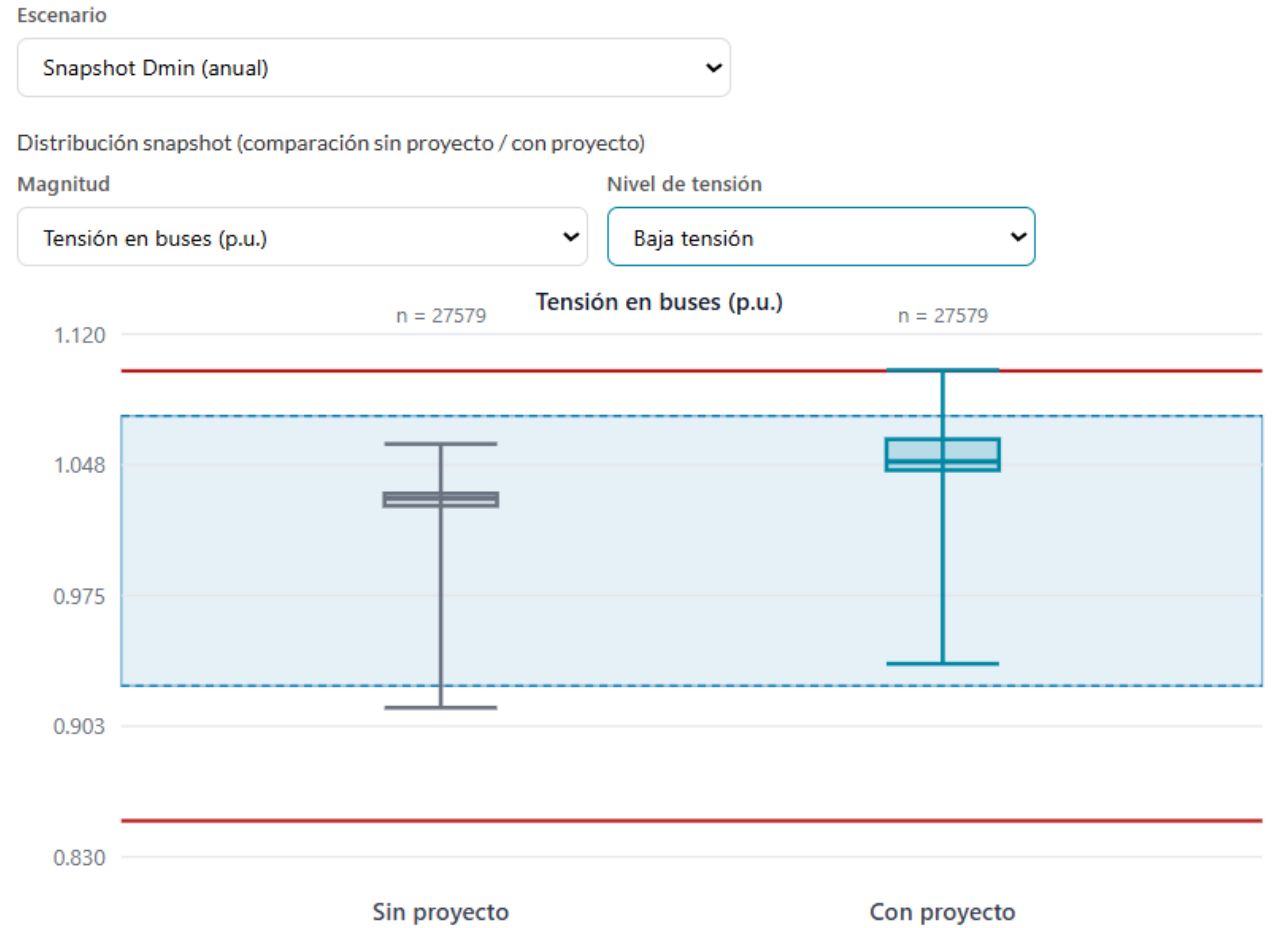 Escenario
Snapshot Dmin (anual)
Distribución snapshot (comparación sin proyecto / con proyecto)
Magnitud Nivel de tensión
Tensión en buses (p.u.) Baja tensión
Tensión en buses (p.u.)
n = 27579 n = 27579
1.120
1.048
0.975
0.903
0.830
Sin proyecto Con proyecto